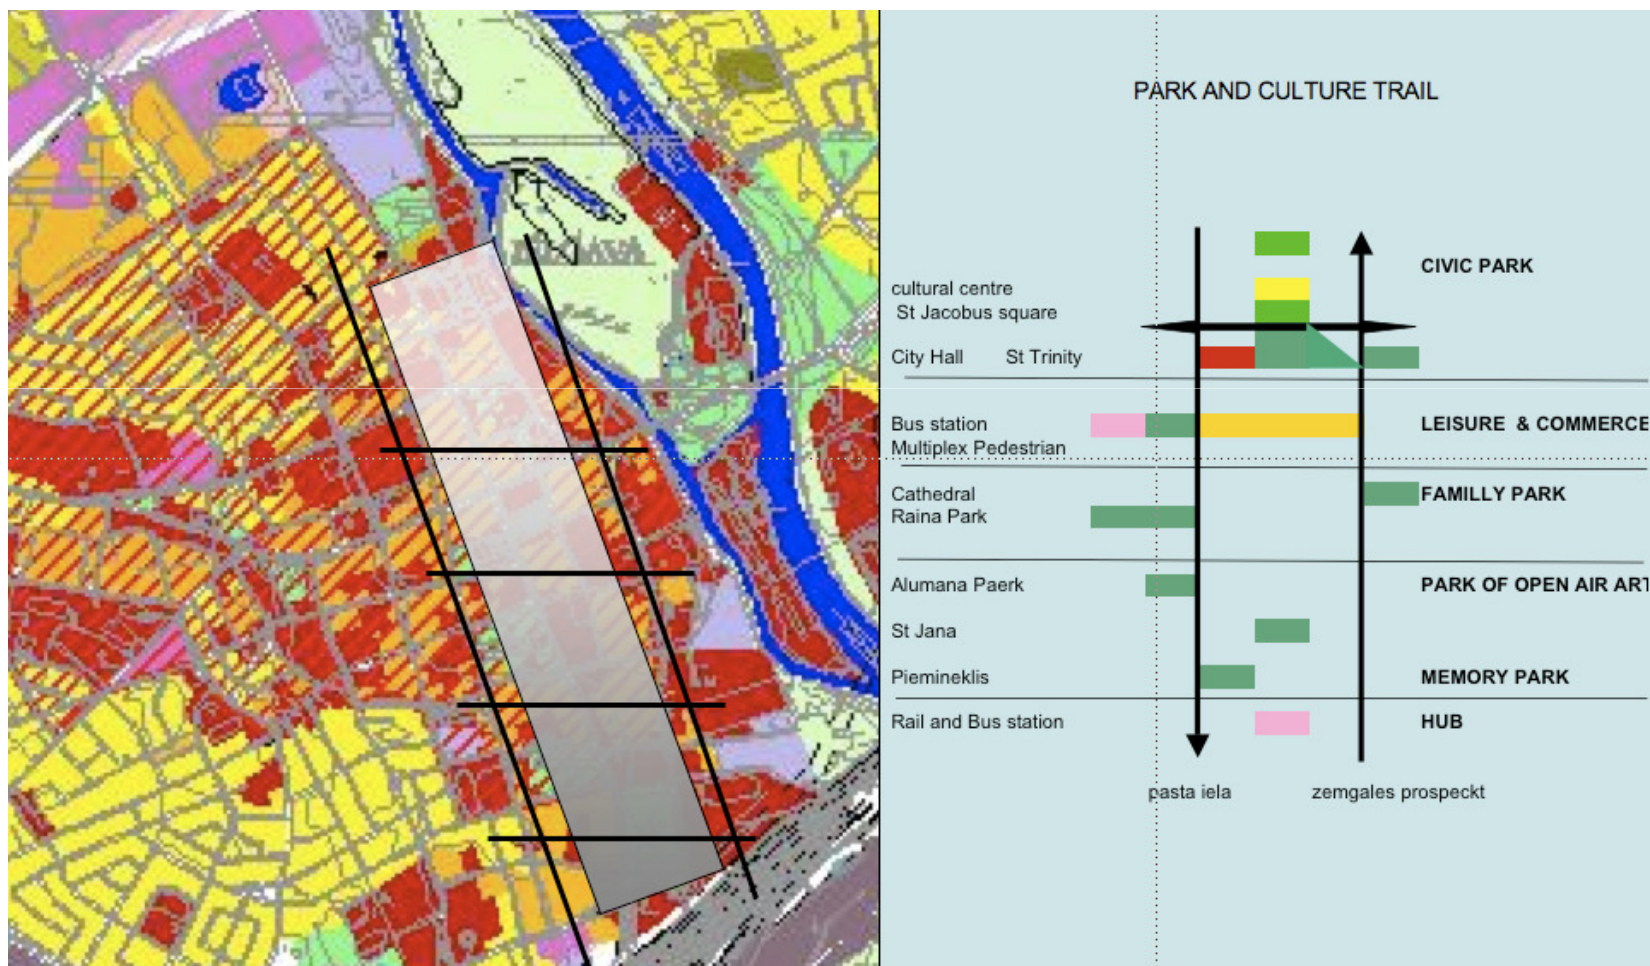 PARK AND CULTURE TRAIL
CIVIC PARK
cultural centre
St Jacobus square
City Hall St Trinity
Bus station LEISURE & COMMERCE
Multiplex Pedestrian
Cathedral FAMILLY PARK
Raina Park
Alumana Paerk PARK OF OPEN AIR ART
St Jana
Piemineklis MEMORY PARK
Rail and Bus station HUB
pasta iela zemgales prospeckt